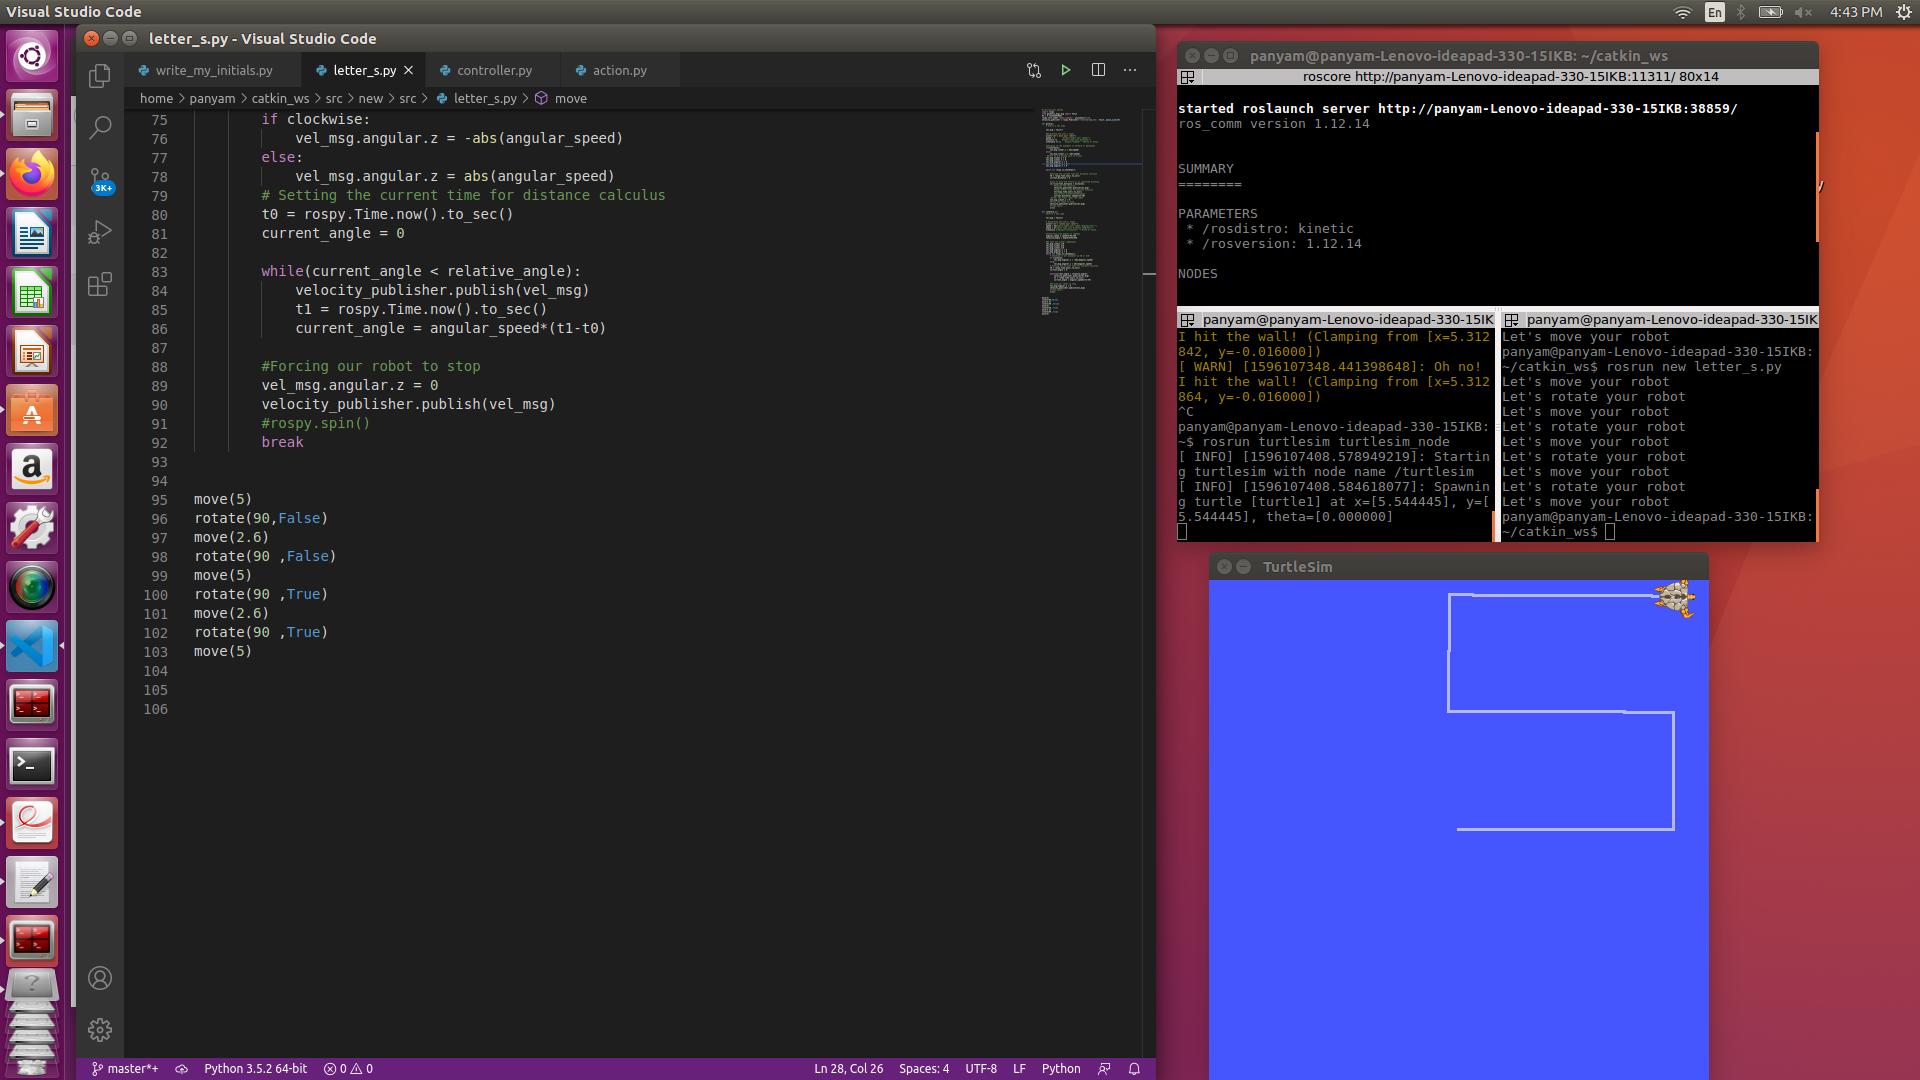 Visual Studio Code
En
4:43 PM
letter_s.py - Visual Studio Code
write_my_initials.py
letter_s.py
controller.py
action.py
home > panyam > catkin_ws > src > new > src > letter_s.py > move
3K+
75 if clockwise:
76 vel_msg.angular.z = -abs(angular_speed)
77 else:
78 vel_msg.angular.z = abs(angular_speed)
79 # Setting the current time for distance calculus
80 t0 = rospy.Time.now().to_sec()
81 current_angle = 0
82
83 while(current_angle < relative_angle):
84 velocity_publisher.publish(vel_msg)
85 t1 = rospy.Time.now().to_sec()
86 current_angle = angular_speed*(t1-t0)
87
88 #Forcing our robot to stop
89 vel_msg.angular.z = 0
90 velocity_publisher.publish(vel_msg)
91 #rospy.spin()
92 break
93
94
95 move(5)
96 rotate(90,False)
97 move(2.6)
98 rotate(90 ,False)
99 move(5)
100 rotate(90 ,True)
101 move(2.6)
102 rotate(90 ,True)
103 move(5)
104
105
106
master*+
Python 3.5.2 64-bit
0
0
Ln 28, Col 26
Spaces: 4
UTF-8
LF
Python
panyam@panyam-Lenovo-ideapad-330-15IKB: ~/catkin_ws
roscore http://panyam-Lenovo-ideapad-330-15IKB:11311/ 80x14
started roslaunch server http://panyam-Lenovo-ideapad-330-15IKB:38859/
ros_comm version 1.12.14
SUMMARY
========
PARAMETERS
* /rosdistro: kinetic
* /rosversion: 1.12.14
NODES
panyam@panyam-Lenovo-ideapad-330-15IK
I hit the wall! (Clamping from [x=5.312
842, y=-0.016000])
[ WARN] [1596107348.441398648]: Oh no!
I hit the wall! (Clamping from [x=5.312
864, y=-0.016000])
^C
panyam@panyam-Lenovo-ideapad-330-15IKB:
~$ rosrun turtlesim turtlesim_node
[ INFO] [1596107408.578949219]: Startin
g turtlesim with node name /turtlesim
[ INFO] [1596107408.584618077]: Spawnin
g turtle [turtle1] at x=[5.544445], y=[
5.544445], theta=[0.000000]
panyam@panyam-Lenovo-ideapad-330-15IK
Let's move your robot
panyam@panyam-Lenovo-ideapad-330-15IKB:
~/catkin_ws$ rosrun new letter_s.py
Let's move your robot
Let's rotate your robot
Let's move your robot
Let's rotate your robot
Let's move your robot
Let's rotate your robot
Let's move your robot
Let's rotate your robot
Let's move your robot
panyam@panyam-Lenovo-ideapad-330-15IKB:
~/catkin_ws$
TurtleSim